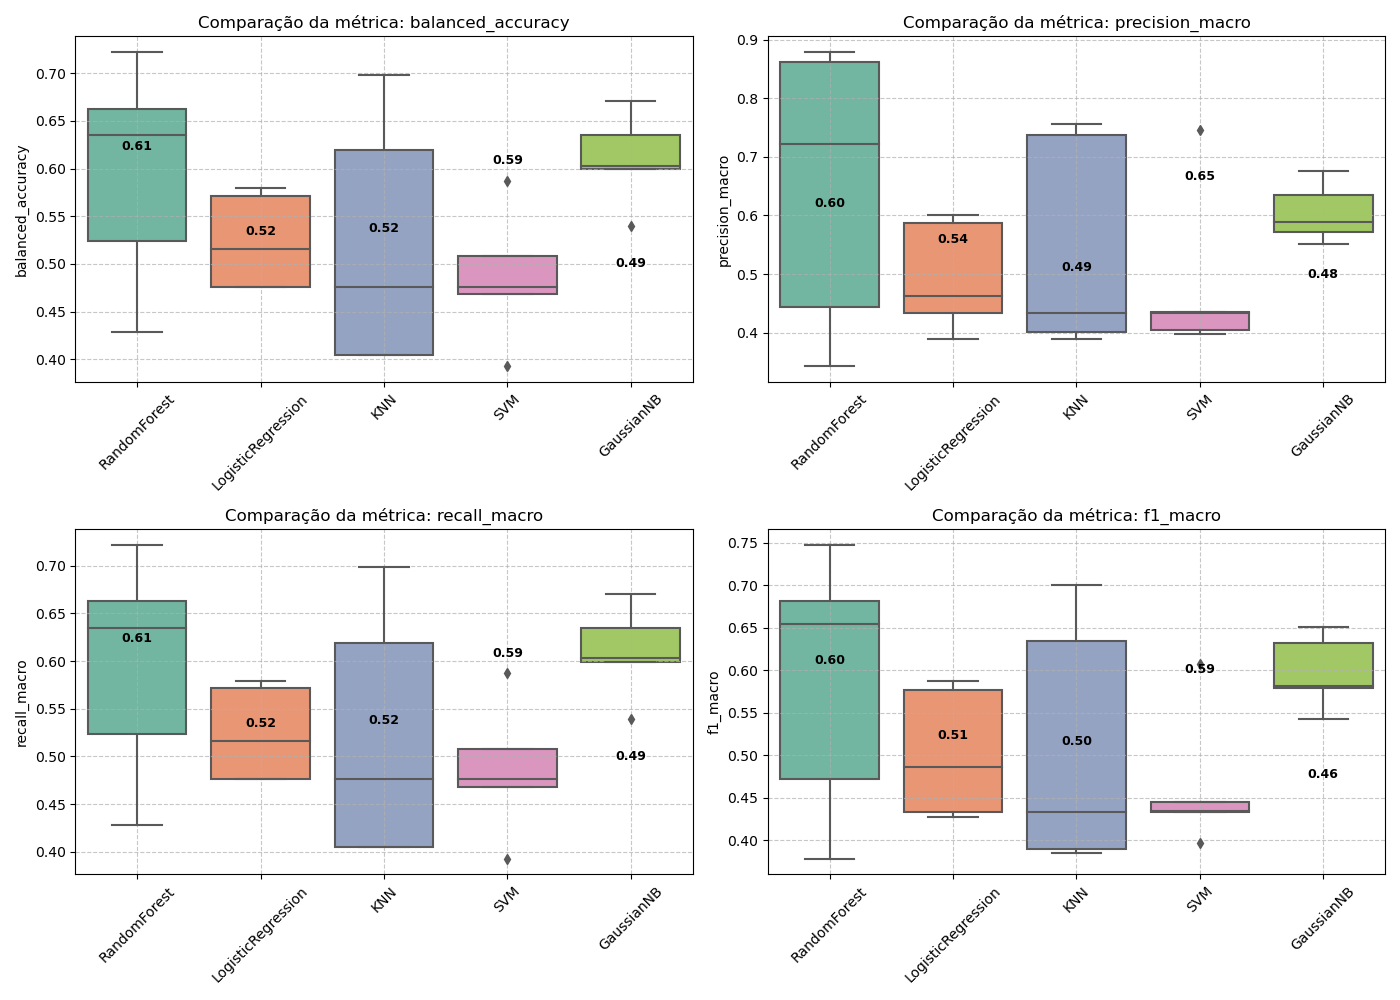 Comparação da métrica: balanced_accuracy
balanced_accuracy
0.70
0.65
0.60
0.55
0.50
0.45
0.40
0.61
0.52
0.52
0.59
0.49
RandomForest
LogisticRegression
KNN
SVM
GaussianNB
Comparação da métrica: precision_macro
precision_macro
0.9
0.8
0.7
0.6
0.5
0.4
0.60
0.54
0.49
0.65
0.48
RandomForest
LogisticRegression
KNN
SVM
GaussianNB
Comparação da métrica: recall_macro
recall_macro
0.70
0.65
0.60
0.55
0.50
0.45
0.40
0.61
0.52
0.52
0.59
0.49
RandomForest
LogisticRegression
KNN
SVM
GaussianNB
Comparação da métrica: f1_macro
f1_macro
0.75
0.70
0.65
0.60
0.55
0.50
0.45
0.40
0.60
0.51
0.50
0.59
0.46
RandomForest
LogisticRegression
KNN
SVM
GaussianNB